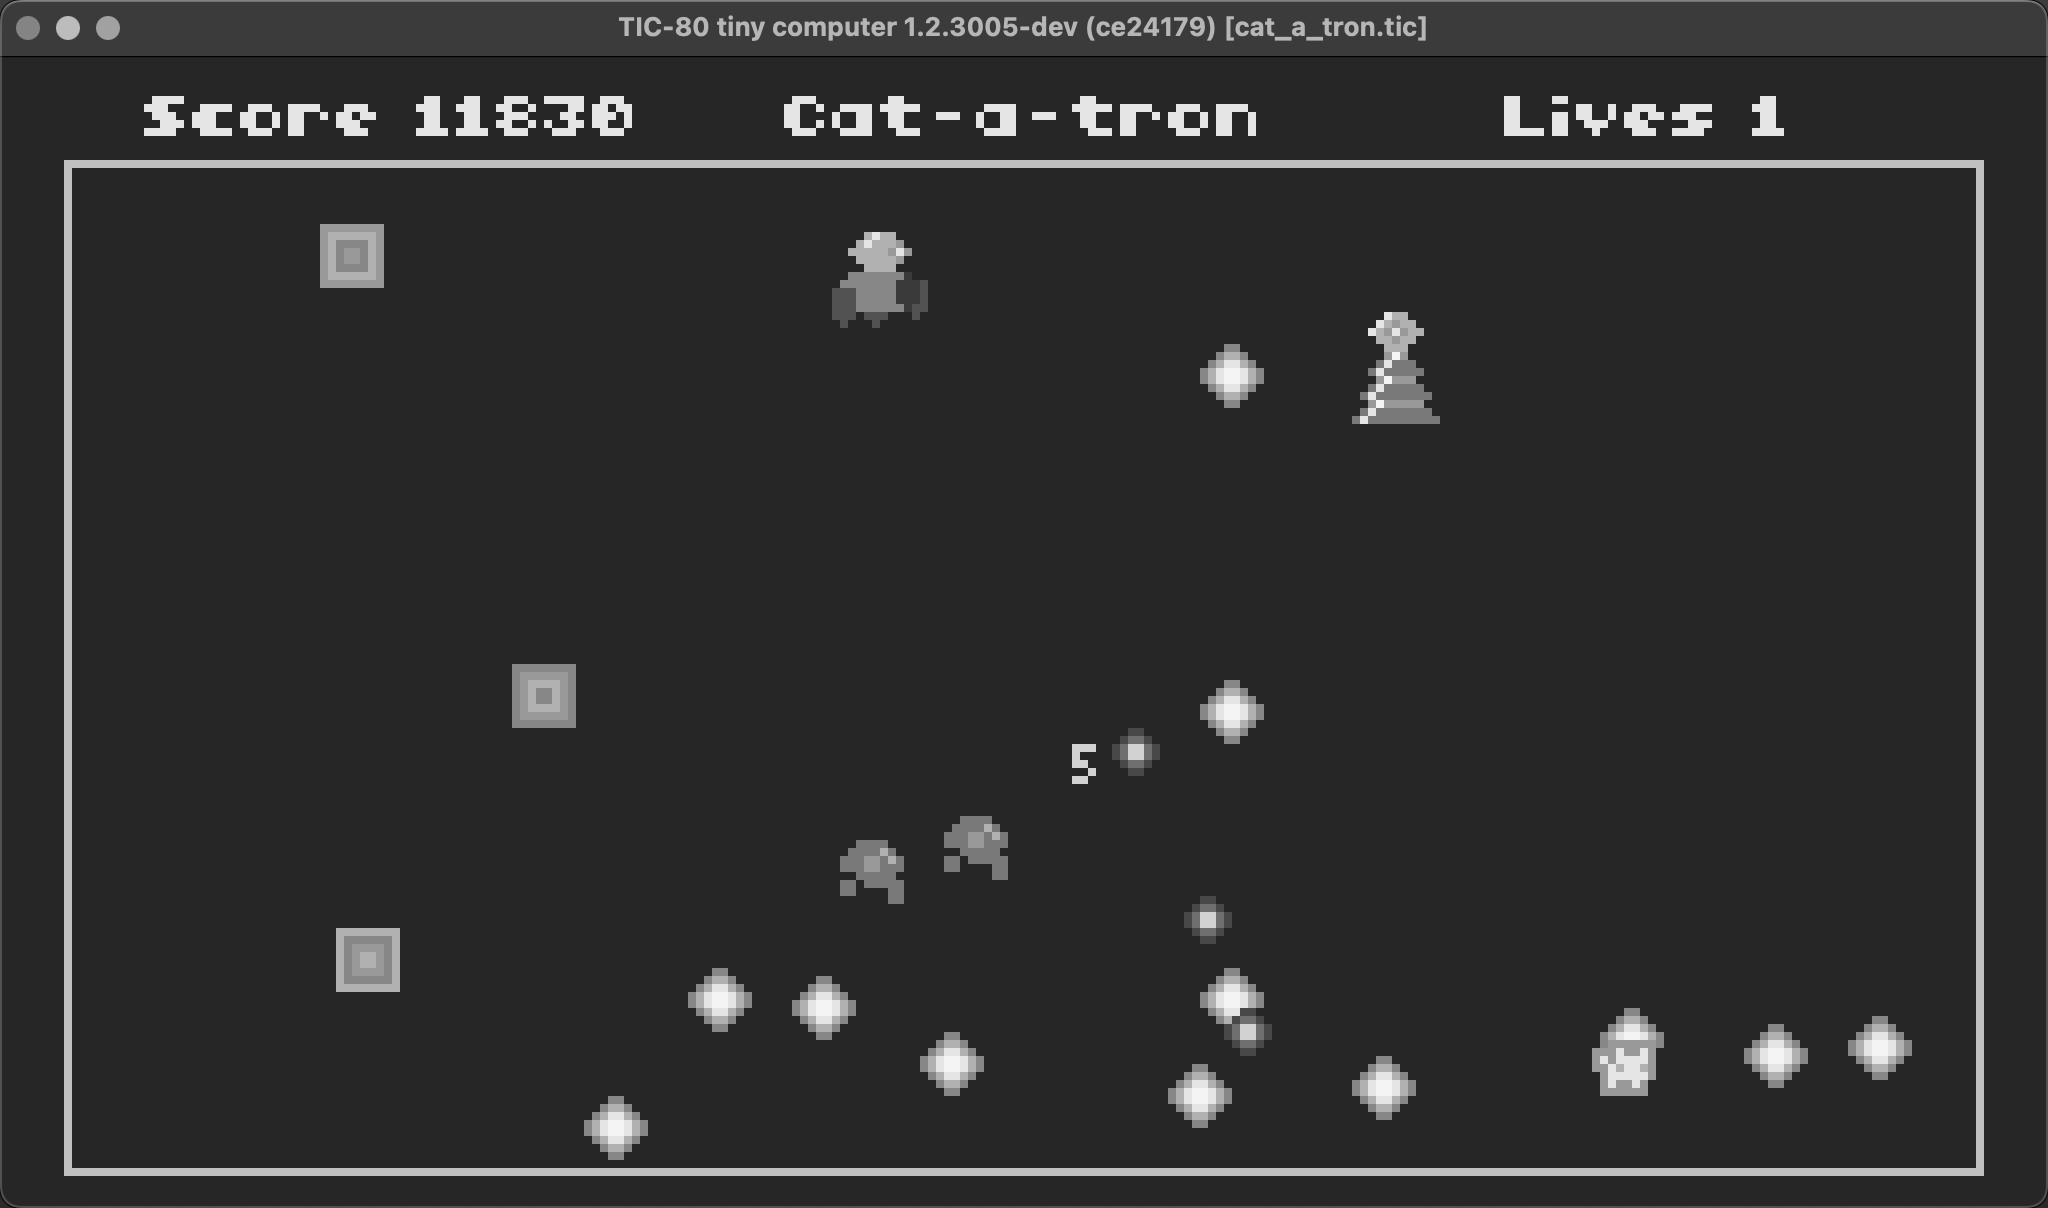 TIC-80 tiny computer 1.2.3005-dev (ce24179) [cat_a_tron.tic]
Score 11830 Cat-a-tron Lives 1
5